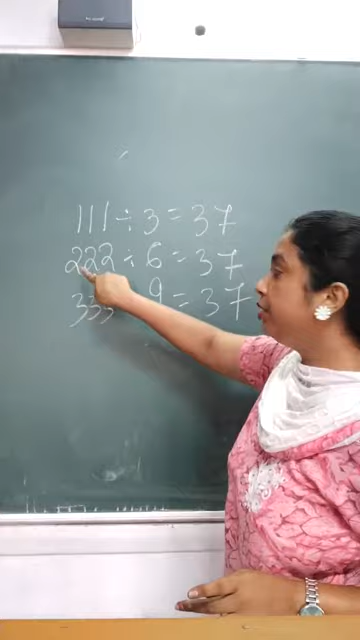 111 ÷ 3 = 37
222 ÷ 6 = 37
333 9 = 37